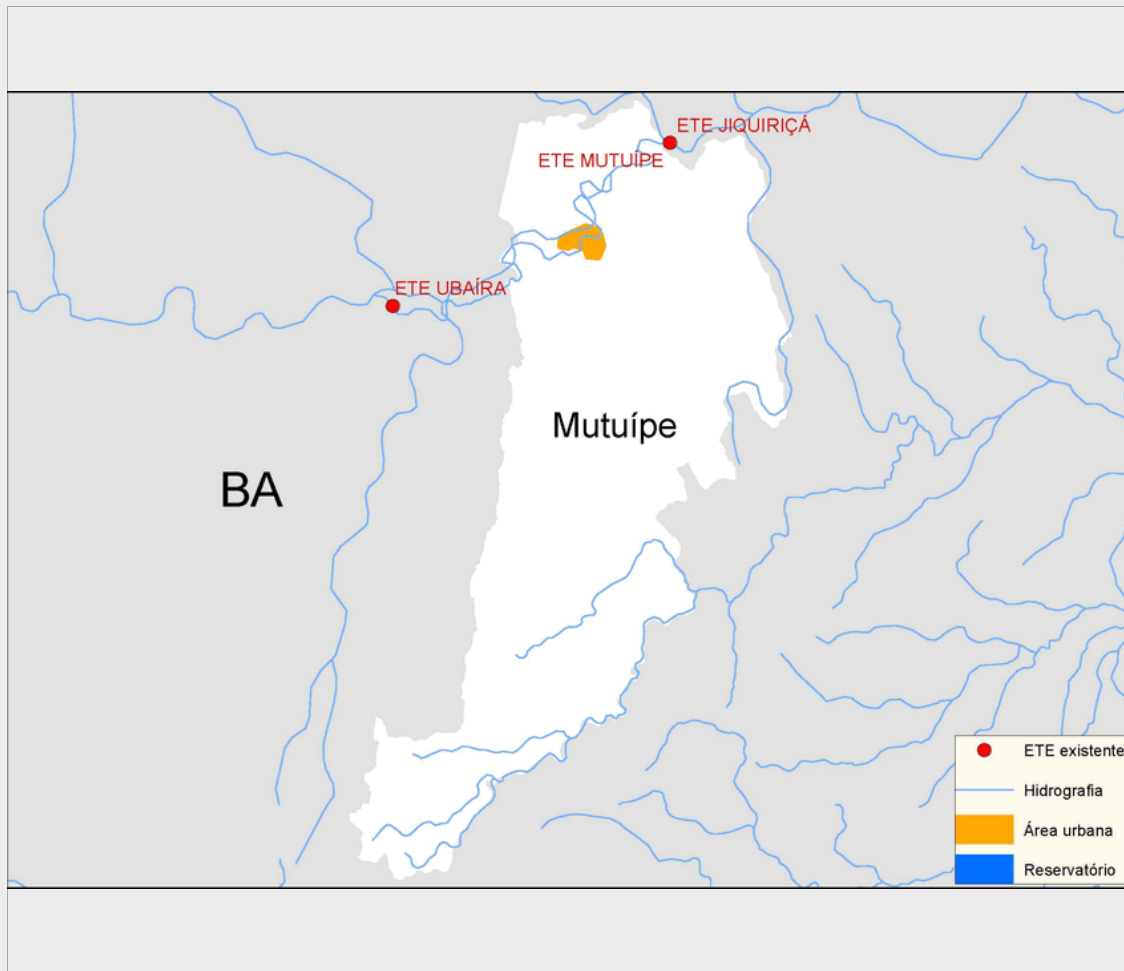 ETE JIQUIRIÇÁ
ETE MUTUÍPE
ETE UBAÍRA
Mutuípe
BA
ETE existente
Hidrografia
Área urbana
Reservatório